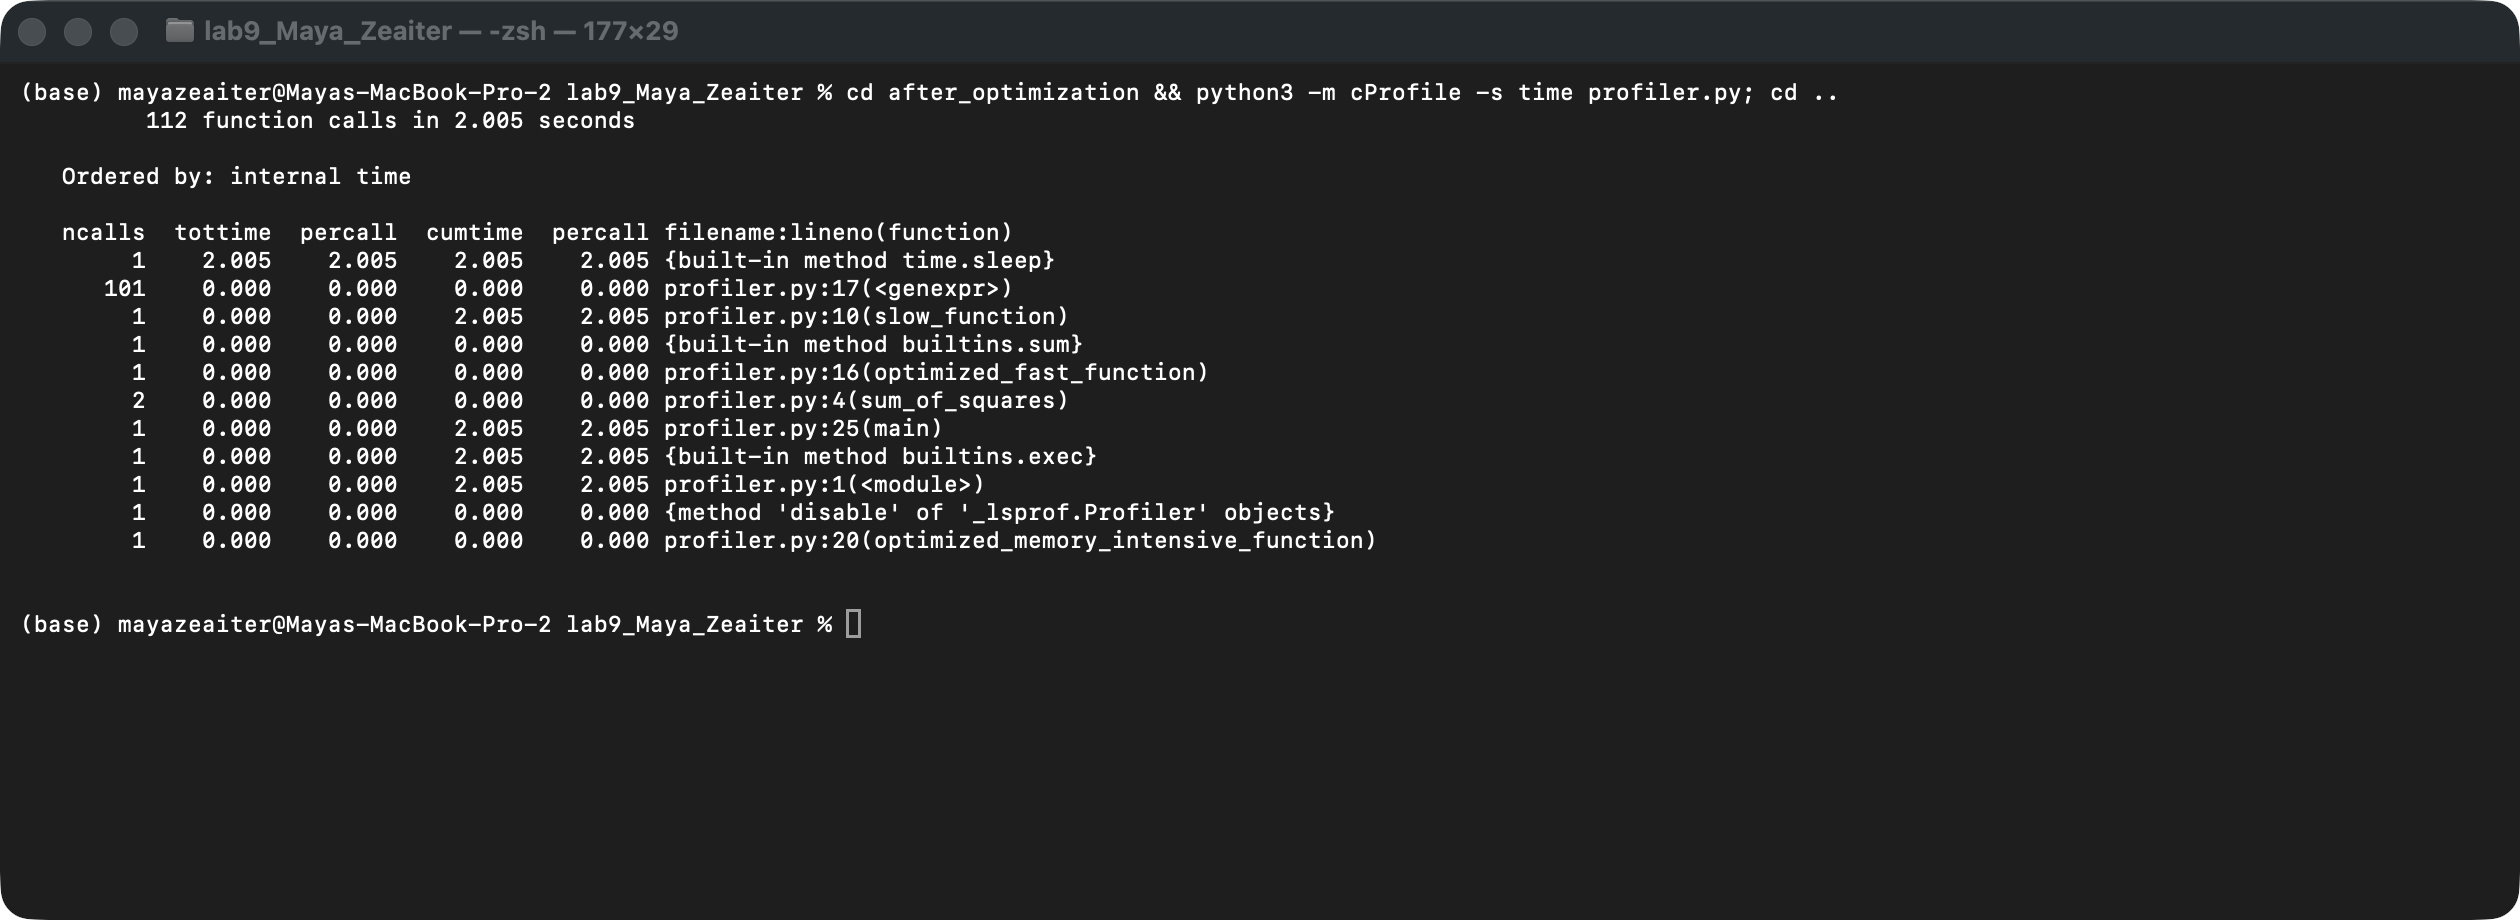 lab9_Maya_Zeaiter — -zsh — 177×29
(base) mayazeaiter@Mayas-MacBook-Pro-2 lab9_Maya_Zeaiter % cd after_optimization && python3 -m cProfile -s time profiler.py; cd ..
         112 function calls in 2.005 seconds
   Ordered by: internal time
   ncalls  tottime  percall  cumtime  percall filename:lineno(function)
        1    2.005    2.005    2.005    2.005 {built-in method time.sleep}
      101    0.000    0.000    0.000    0.000 profiler.py:17(<genexpr>)
        1    0.000    0.000    2.005    2.005 profiler.py:10(slow_function)
        1    0.000    0.000    0.000    0.000 {built-in method builtins.sum}
        1    0.000    0.000    0.000    0.000 profiler.py:16(optimized_fast_function)
        2    0.000    0.000    0.000    0.000 profiler.py:4(sum_of_squares)
        1    0.000    0.000    2.005    2.005 profiler.py:25(main)
        1    0.000    0.000    2.005    2.005 {built-in method builtins.exec}
        1    0.000    0.000    2.005    2.005 profiler.py:1(<module>)
        1    0.000    0.000    0.000    0.000 {method 'disable' of '_lsprof.Profiler' objects}
        1    0.000    0.000    0.000    0.000 profiler.py:20(optimized_memory_intensive_function)
(base) mayazeaiter@Mayas-MacBook-Pro-2 lab9_Maya_Zeaiter %